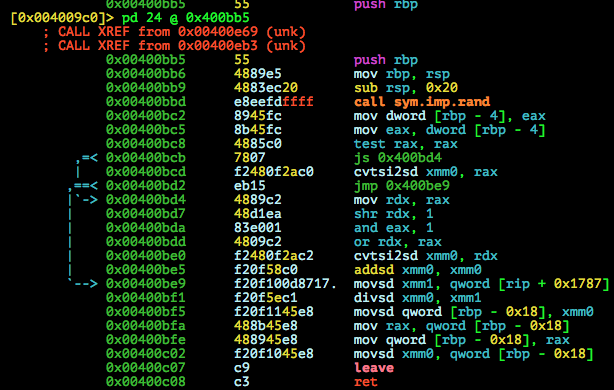 0x00400bb5 55 push rbp
[0x004009c0]> pd 24 @ 0x400bb5
; CALL XREF from 0x00400e69 (unk)
; CALL XREF from 0x00400eb3 (unk)
0x00400bb5 55 push rbp
0x00400bb6 4889e5 mov rbp, rsp
0x00400bb9 4883ec20 sub rsp, 0x20
0x00400bbd e8eefdffff call sym.imp.rand
0x00400bc2 8945fc mov dword [rbp - 4], eax
0x00400bc5 8b45fc mov eax, dword [rbp - 4]
0x00400bc8 4885c0 test rax, rax
,=< 0x00400bcb 7807 js 0x400bd4
| 0x00400bcd f2480f2ac0 cvtsi2sd xmm0, rax
,==< 0x00400bd2 eb15 jmp 0x400be9
|`-> 0x00400bd4 4889c2 mov rdx, rax
| 0x00400bd7 48d1ea shr rdx, 1
| 0x00400bda 83e001 and eax, 1
| 0x00400bdd 4809c2 or rdx, rax
| 0x00400be0 f2480f2ac2 cvtsi2sd xmm0, rdx
| 0x00400be5 f20f58c0 addsd xmm0, xmm0
`--> 0x00400be9 f20f100d8717. movsd xmm1, qword [rip + 0x1787]
0x00400bf1 f20f5ec1 divsd xmm0, xmm1
0x00400bf5 f20f1145e8 movsd qword [rbp - 0x18], xmm0
0x00400bfa 488b45e8 mov rax, qword [rbp - 0x18]
0x00400bfe 488945e8 mov qword [rbp - 0x18], rax
0x00400c02 f20f1045e8 movsd xmm0, qword [rbp - 0x18]
0x00400c07 c9 leave
0x00400c08 c3 ret